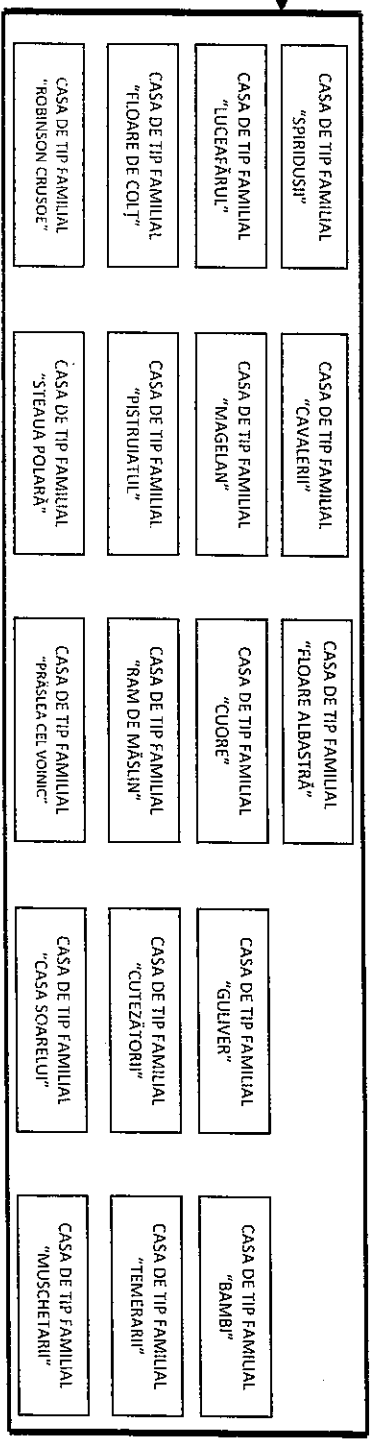 CASA DE TIP FAMILIAL
"SPIRIDUSII"
CASA DE TIP FAMILIAL
"CAVALERII"
CASA DE TIP FAMILIAL
"FLOARE ALBASTRĂ"
CASA DE TIP FAMILIAL
"LUCEAFĂRUL"
CASA DE TIP FAMILIAL
"MAGELAN"
CASA DE TIP FAMILIAL
"CUORE"
CASA DE TIP FAMILIAL
"GULIVER"
CASA DE TIP FAMILIAL
"BAMBI"
CASA DE TIP FAMILIAL
"FLOARE DE COLŢ"
CASA DE TIP FAMILIAL
"PISTRUIATUL"
CASA DE TIP FAMILIAL
"RAM DE MĂSLIN"
CASA DE TIP FAMILIAL
"CUTEZĂTORII"
CASA DE TIP FAMILIAL
"TEMERARII"
CASA DE TIP FAMILIAL
"ROBINSON CRUSOE"
CASA DE TIP FAMILIAL
"STEAUA POLARĂ"
CASA DE TIP FAMILIAL
"PRÂSLEA CEL VOINIC"
CASA DE TIP FAMILIAL
"CASA SOARELUI"
CASA DE TIP FAMILIAL
"MUSCHETARII"